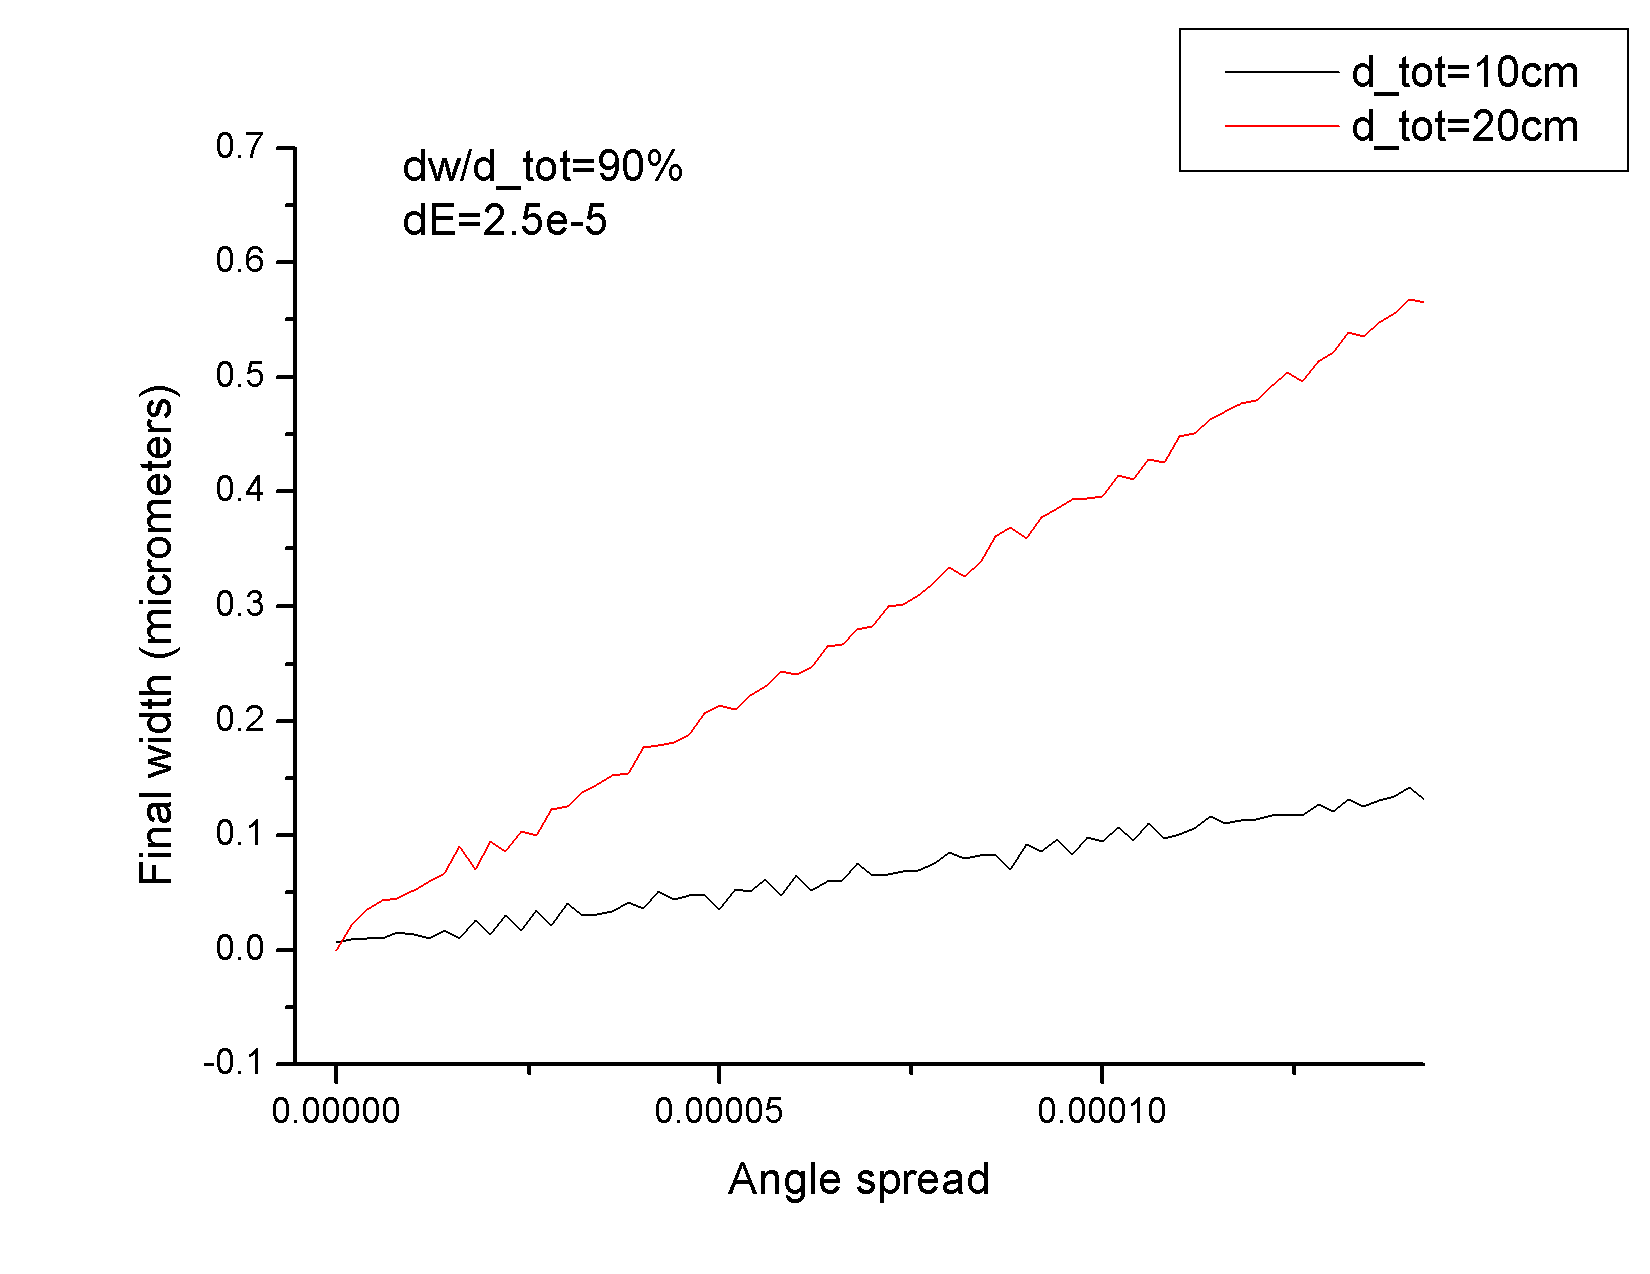 d_tot=10cm
d_tot=20cm
dw/d_tot=90%
dE=2.5e-5
0.7
0.6
0.5
0.4
0.3
0.2
0.1
0.0
-0.1
Final width (micrometers)
0.00000 0.00005 0.00010
Angle spread